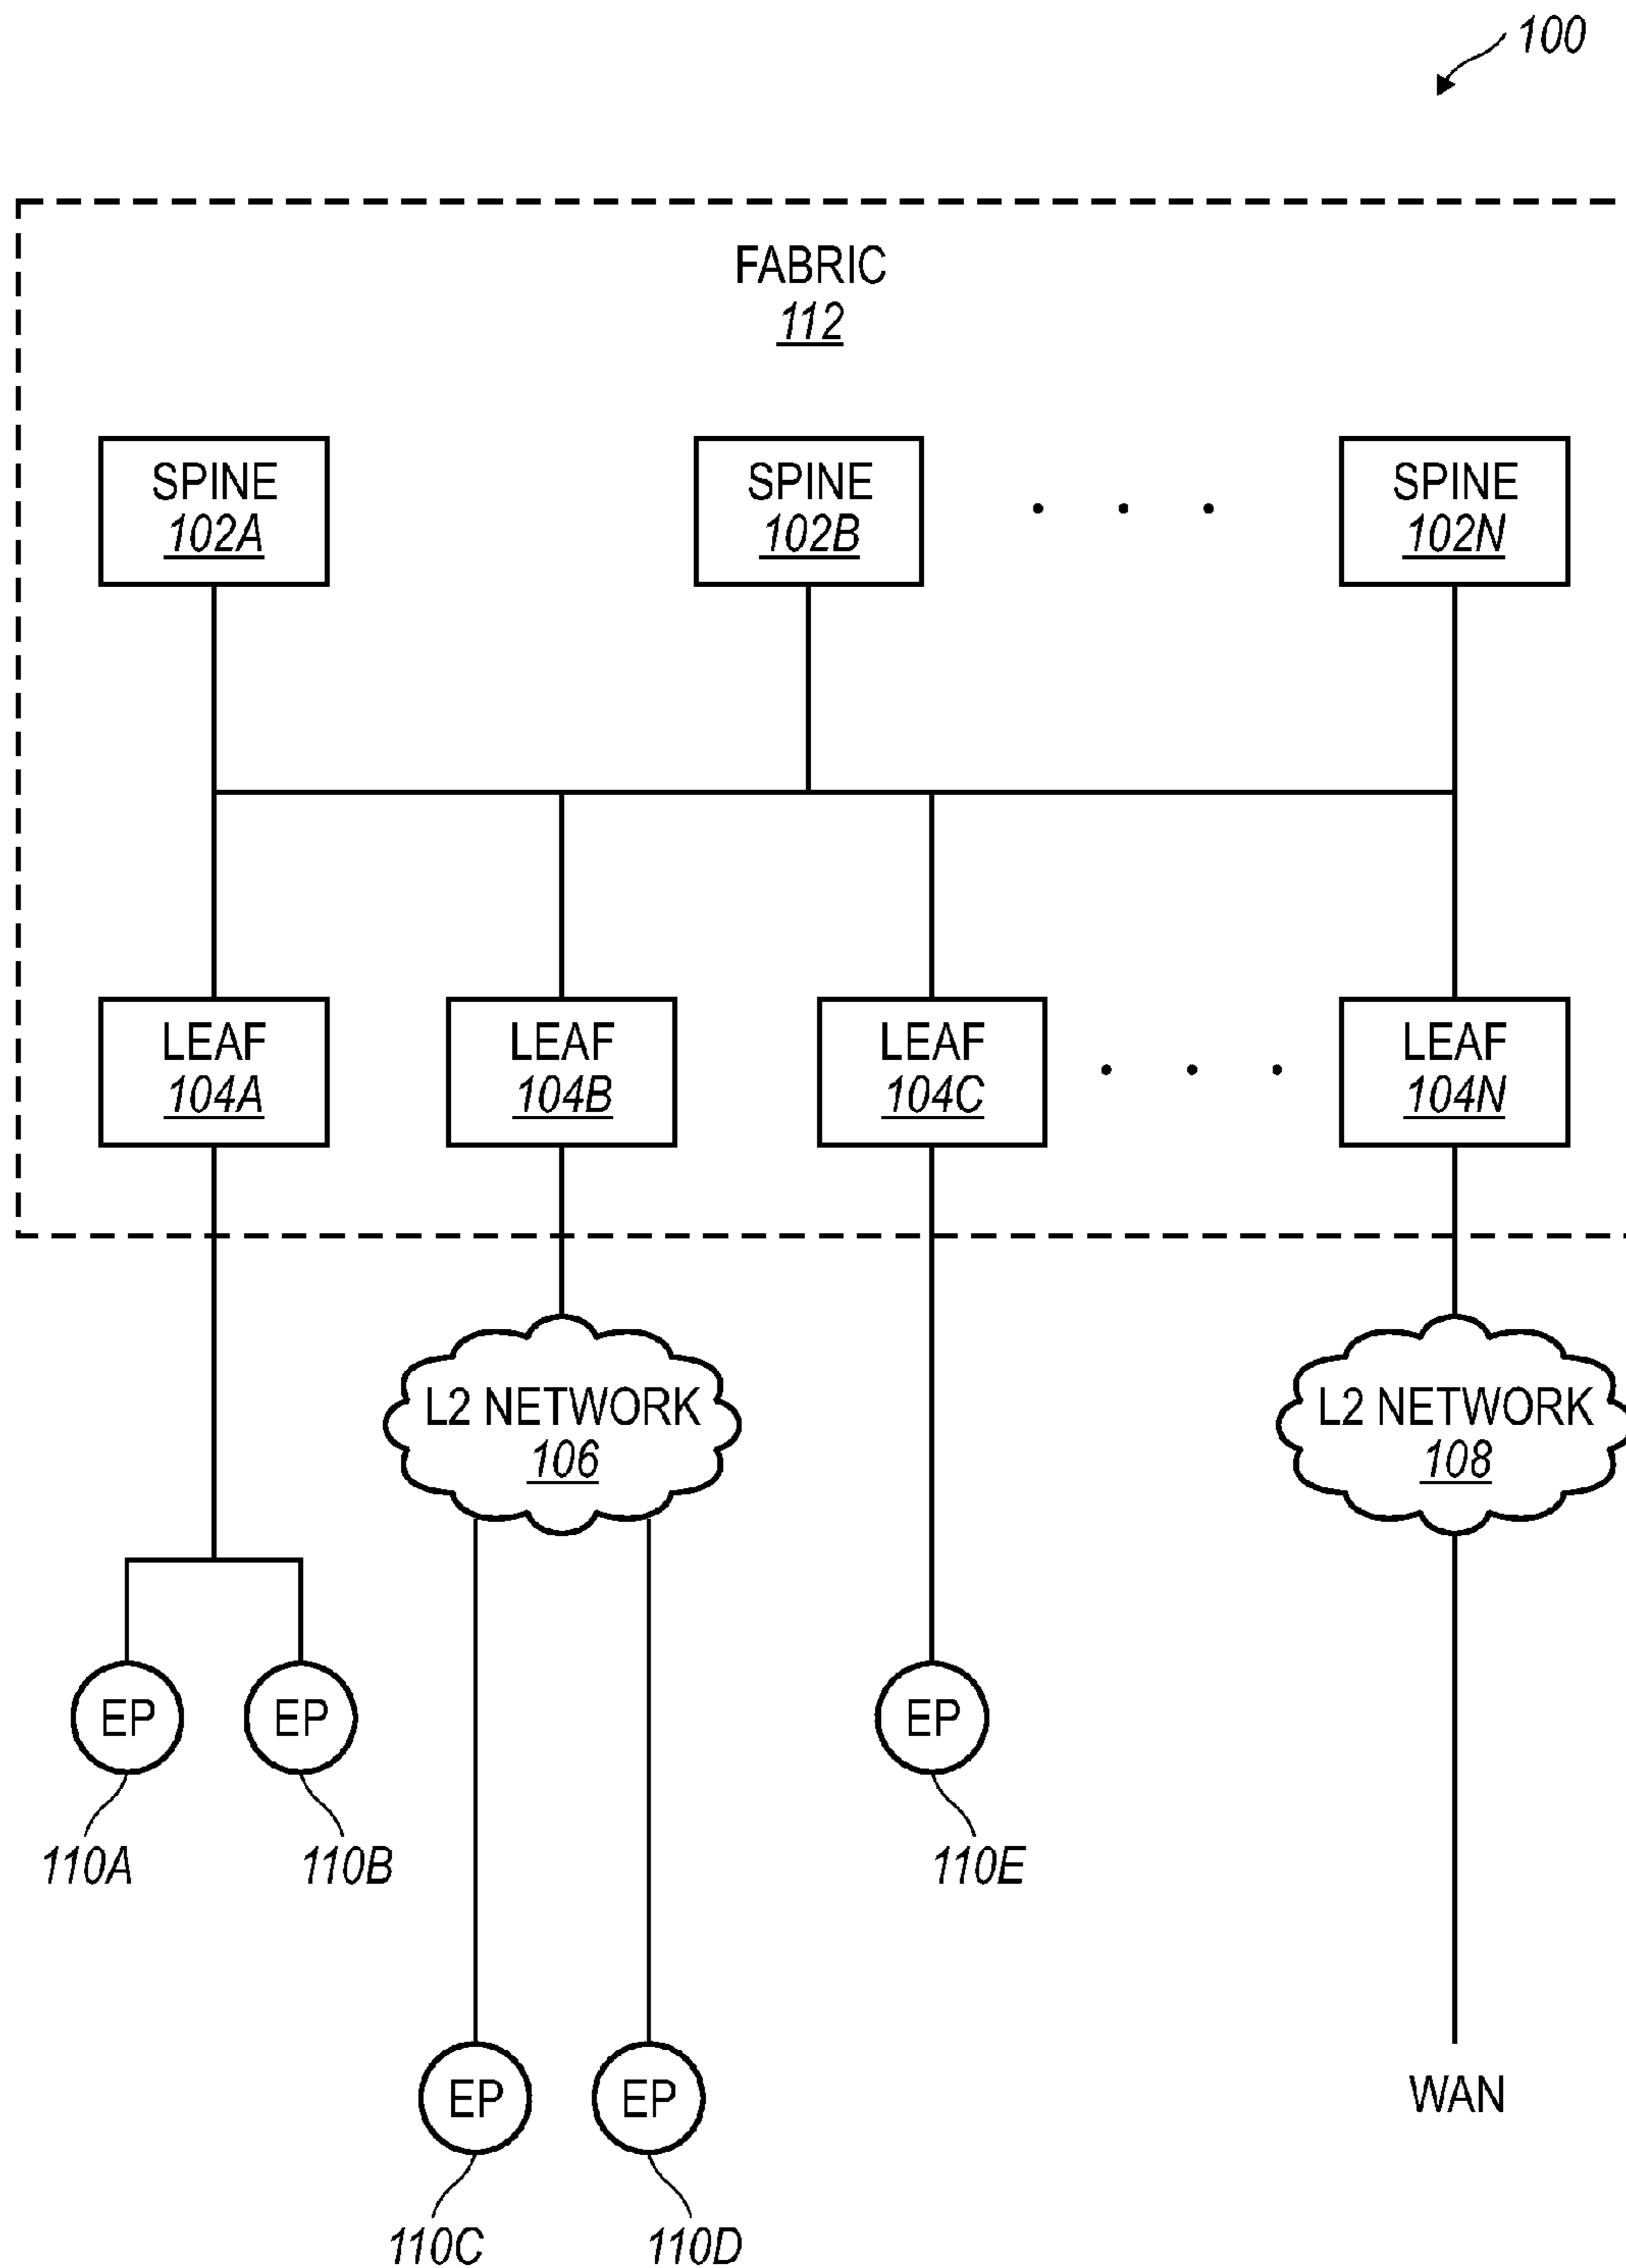 100
FABRIC
112
SPINE
102A
SPINE
102B
SPINE
102N
LEAF
104A
LEAF
104B
LEAF
104C
LEAF
104N
L2 NETWORK
106
L2 NETWORK
108
EP
EP
EP
110A
110B
110E
EP
EP
WAN
110C
110D